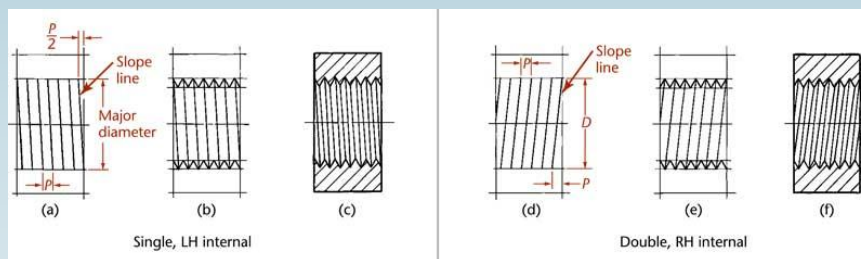 P
2
Slope
line
Major
diameter
P
(a)
(b)
(c)
Single, LH internal
P
Slope
line
D
P
(d)
(e)
(f)
Double, RH internal